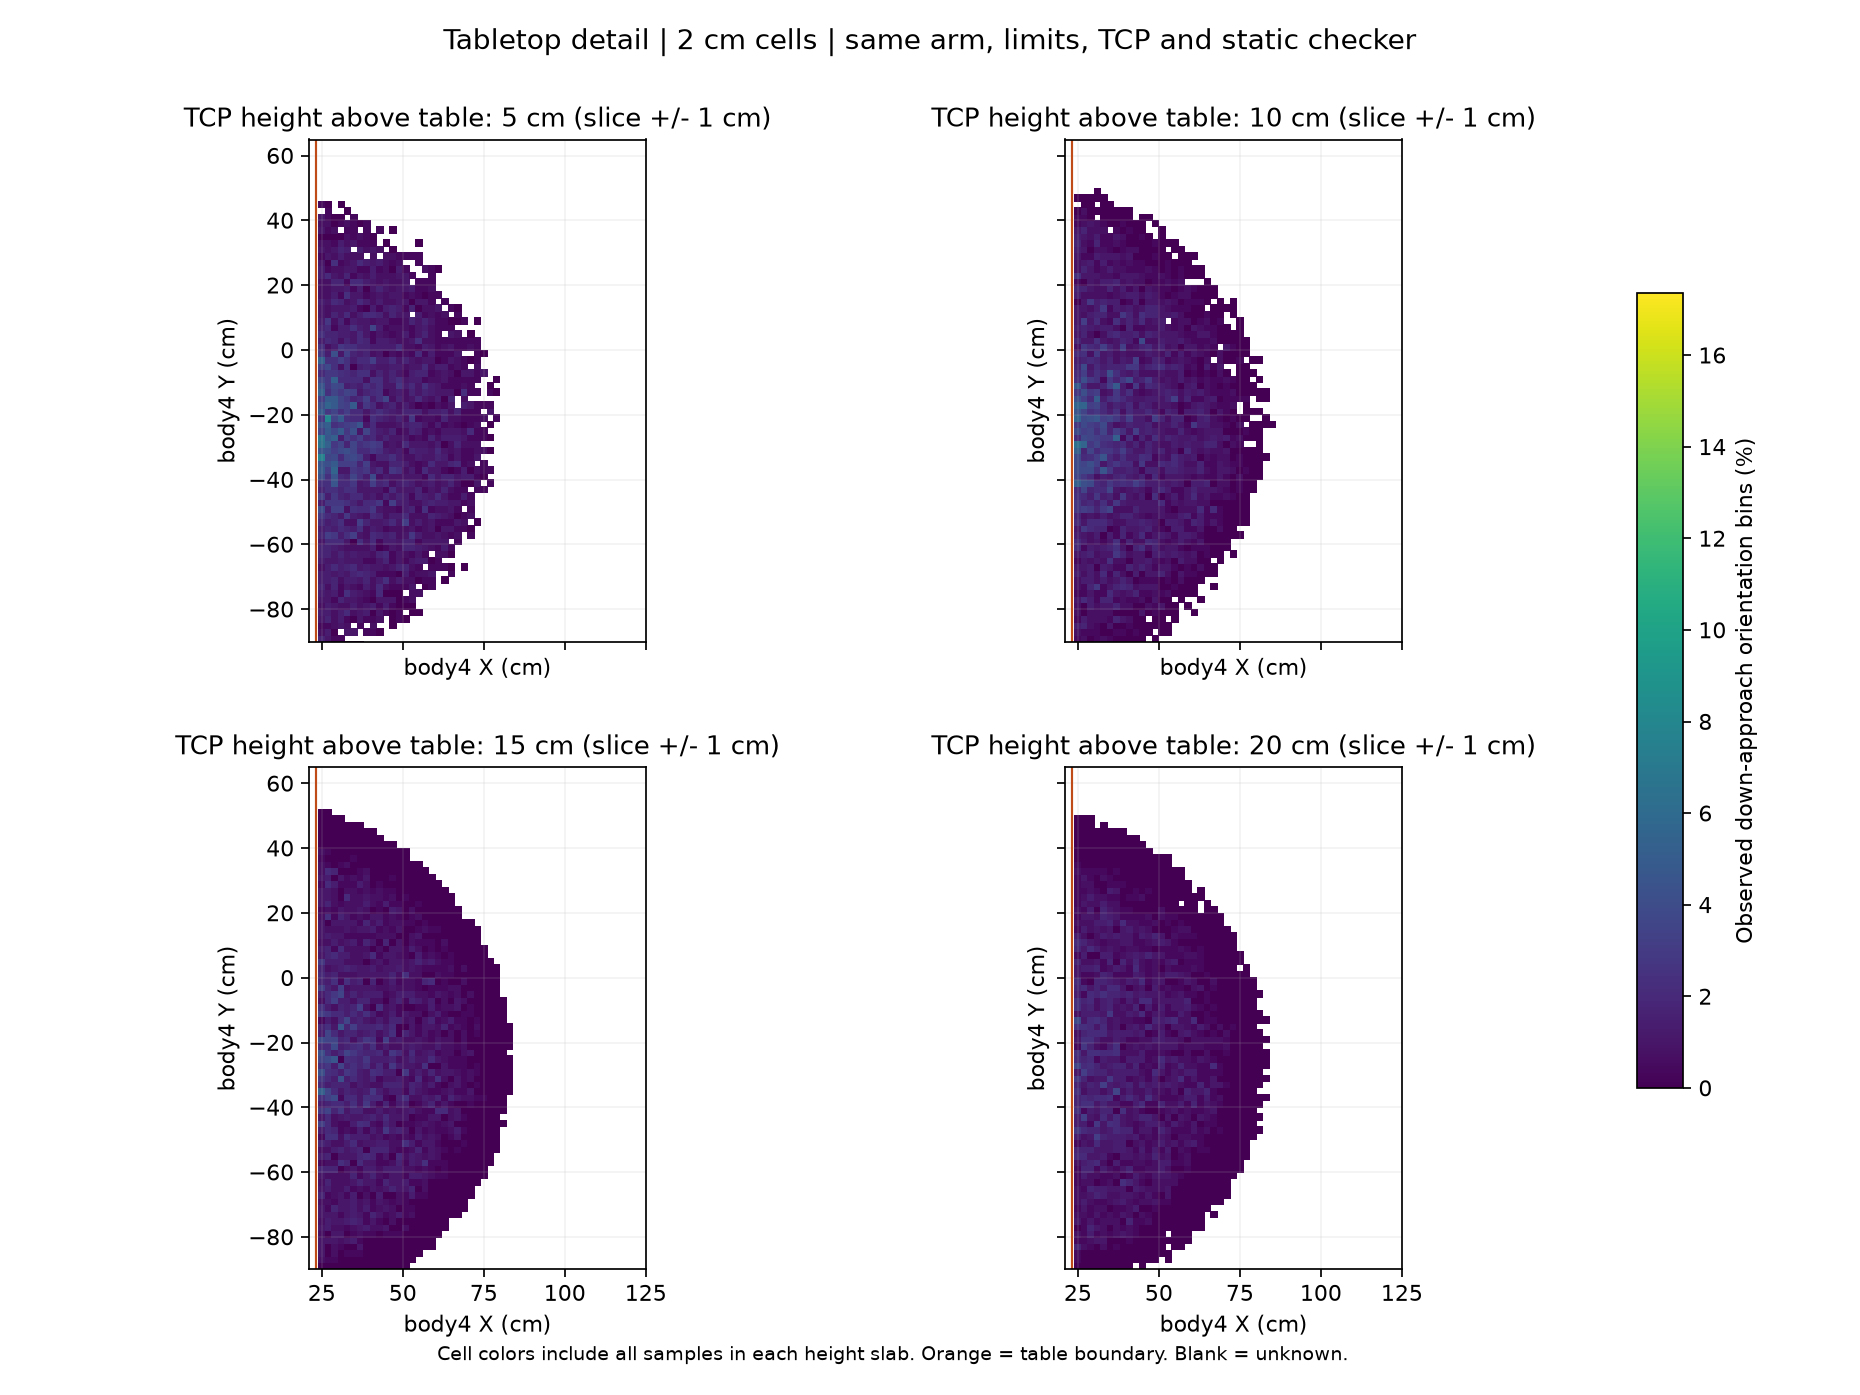 Tabletop detail | 2 cm cells | same arm, limits, TCP and static checker
TCP height above table: 5 cm (slice +/- 1 cm)
60
40
20
0
−20
−40
−60
−80
body4 Y (cm)
body4 X (cm)
TCP height above table: 10 cm (slice +/- 1 cm)
body4 Y (cm)
body4 X (cm)
TCP height above table: 15 cm (slice +/- 1 cm)
60
40
20
0
−20
−40
−60
−80
body4 Y (cm)
25 50 75 100 125
body4 X (cm)
TCP height above table: 20 cm (slice +/- 1 cm)
body4 Y (cm)
25 50 75 100 125
body4 X (cm)
16
14
12
10
8
6
4
2
0
Observed down-approach orientation bins (%)
Cell colors include all samples in each height slab. Orange = table boundary. Blank = unknown.